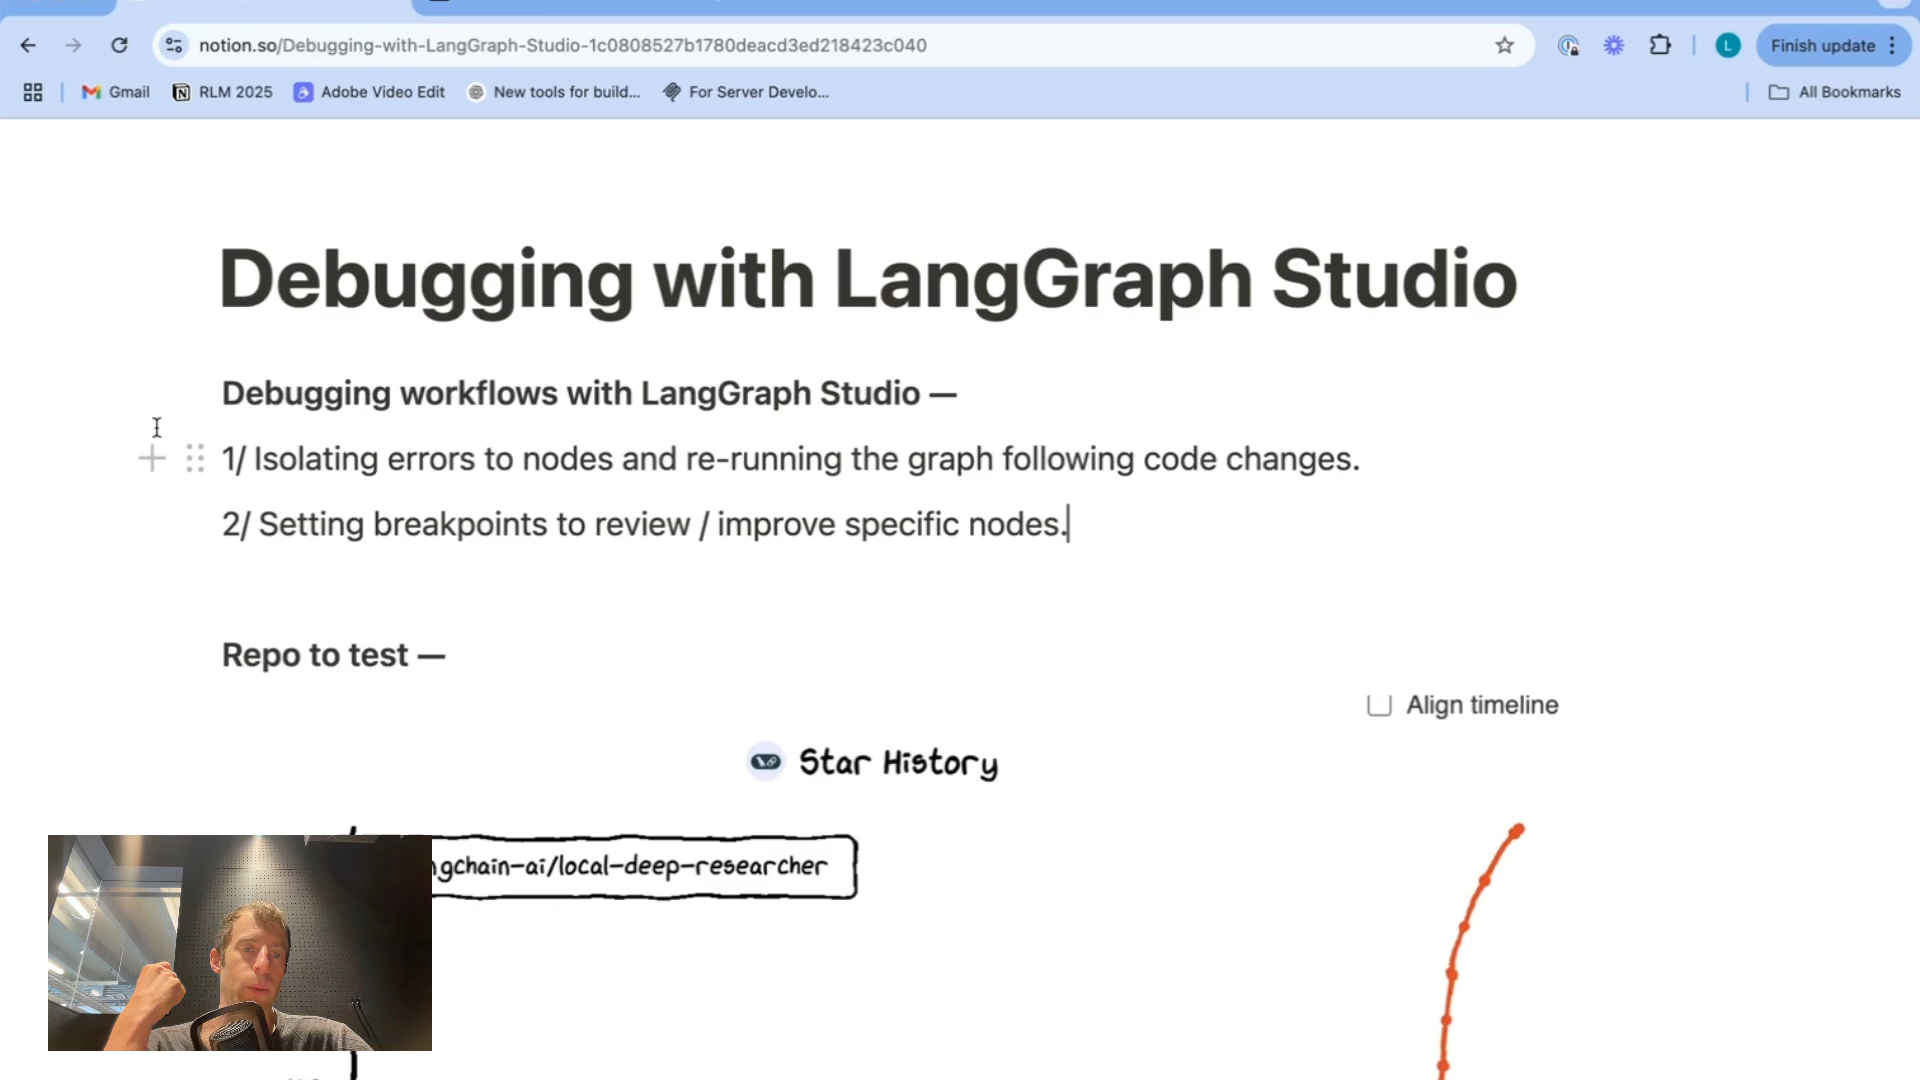 notion.so/Debugging-with-LangGraph-Studio-1c0808527b1780deacd3ed218423c040
L
Finish update
Gmail
RLM 2025
Adobe Video Edit
New tools for build...
For Server Develo...
All Bookmarks
Debugging with LangGraph Studio
Debugging workflows with LangGraph Studio —
1/ Isolating errors to nodes and re-running the graph following code changes.
2/ Setting breakpoints to review / improve specific nodes.
Repo to test —
Align timeline
Star History
ngchain-ai/local-deep-researcher